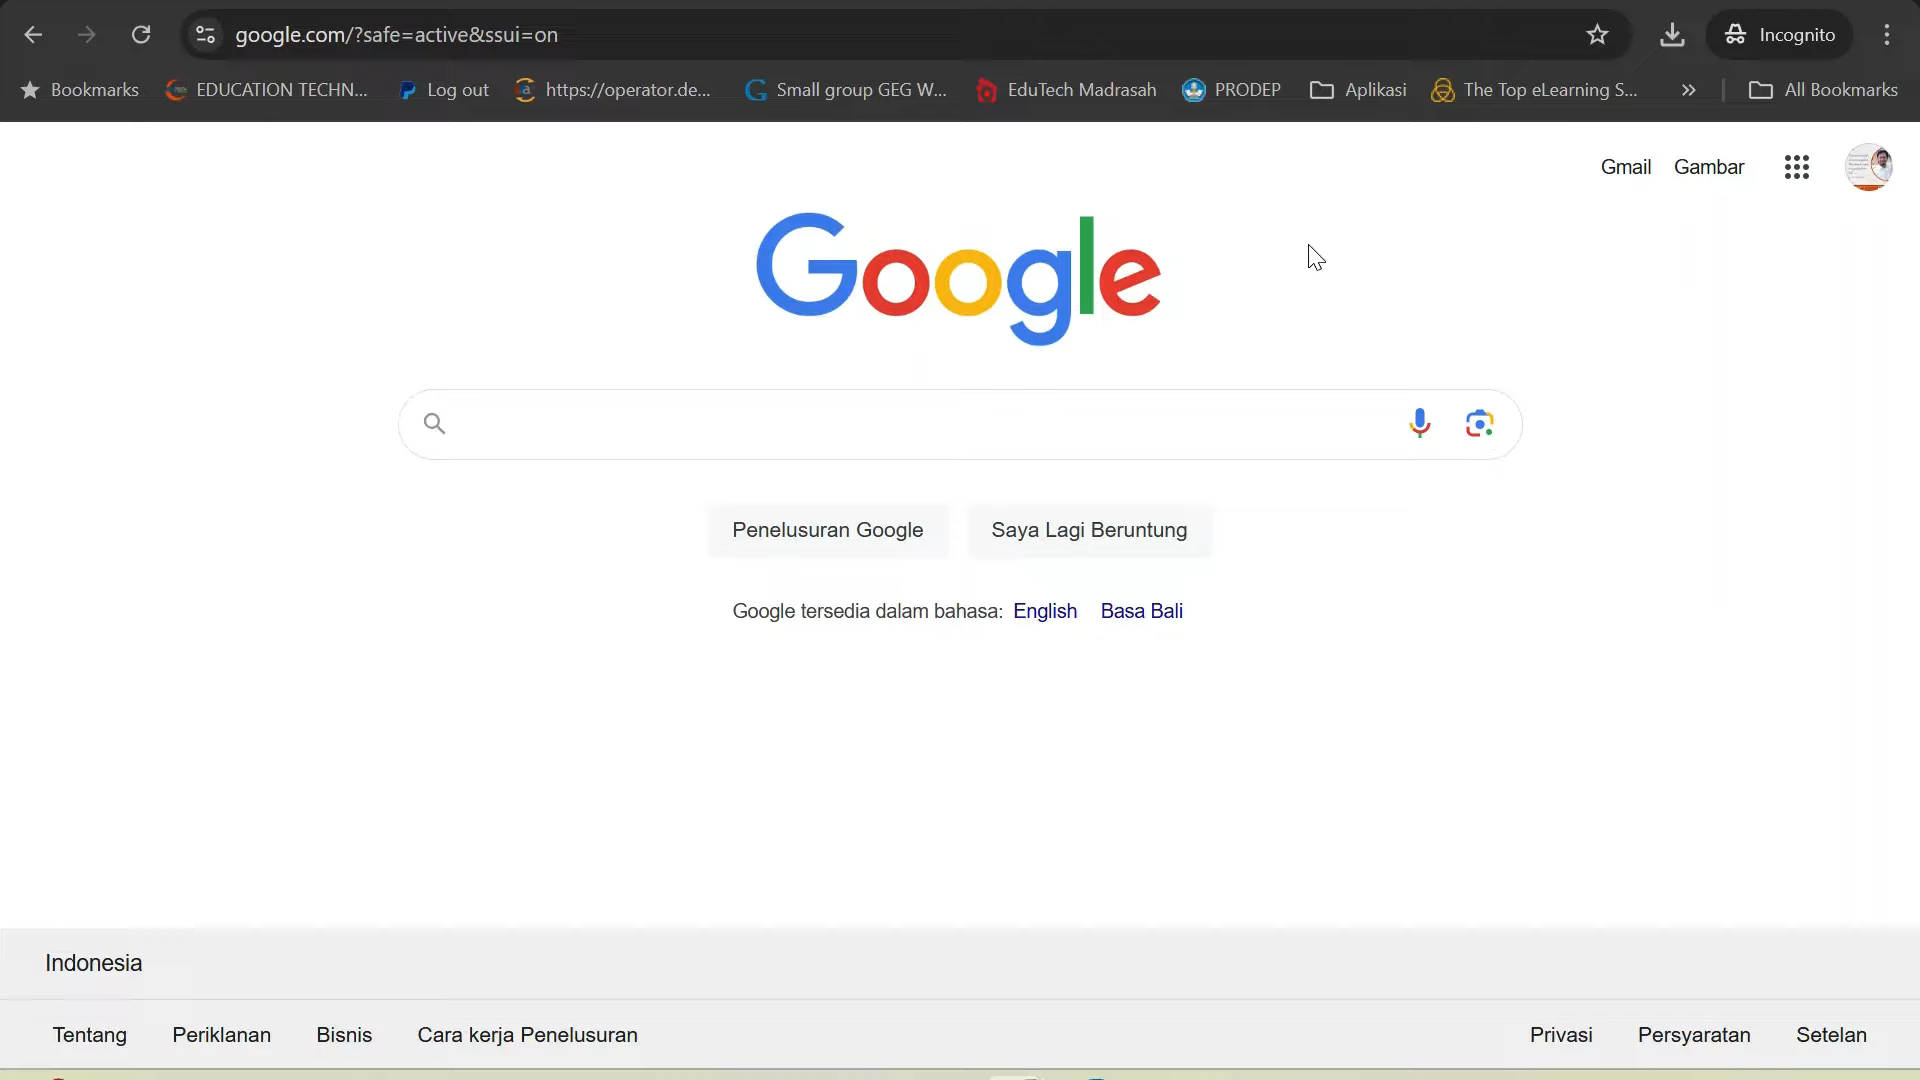 google.com/?safe=active&ssui=on
Incognito
Bookmarks
EDUCATION TECHN...
Log out
https://operator.de...
Small group GEG W...
EduTech Madrasah
PRODEP
Aplikasi
The Top eLearning S...
All Bookmarks
Gmail
Gambar
Google
Penelusuran Google
Saya Lagi Beruntung
Google tersedia dalam bahasa: English Basa Bali
Indonesia
Tentang
Periklanan
Bisnis
Cara kerja Penelusuran
Privasi
Persyaratan
Setelan